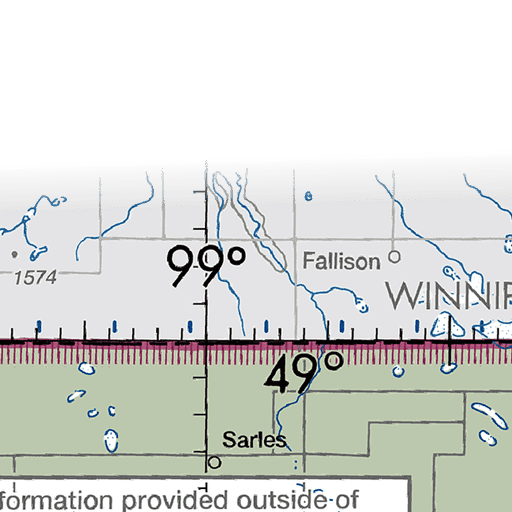 99°
Fallison
1574
WINNIP
49°
Sarles
formation provided outside of